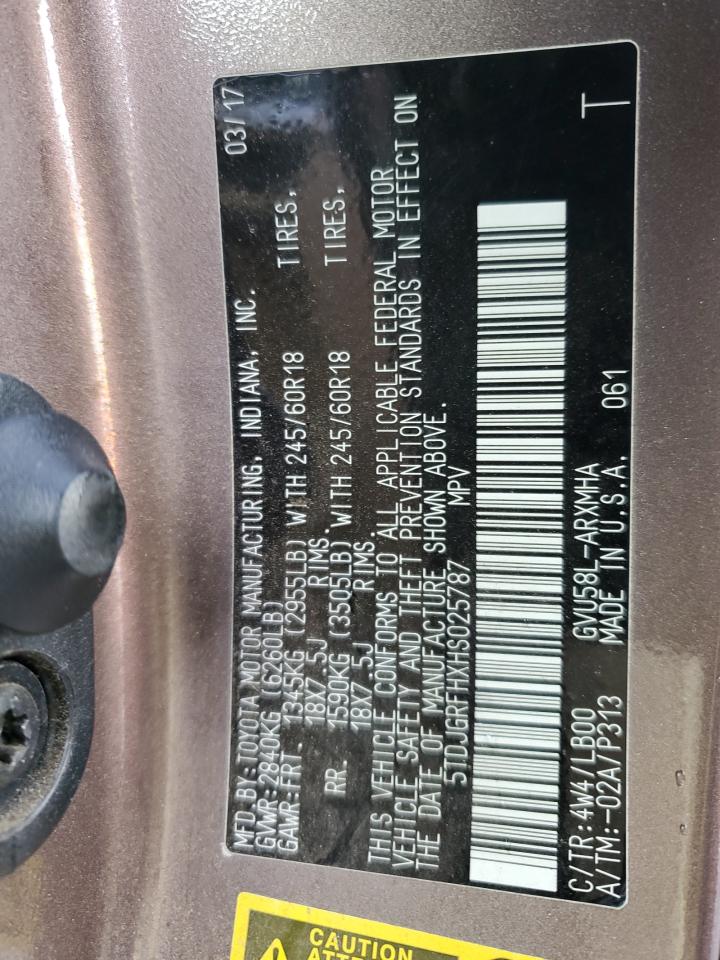 MFD BY: TOYOTA MOTOR MANUFACTURING, INDIANA, INC. 03/17
GVWR: 2840KG (6260LB)
GAWR: FRT. 1345KG (2955LB) WITH 245/60R18 TIRES,
18X7.5J RIMS.
RR. 1590KG (3505LB) WITH 245/60R18 TIRES,
18X7.5J RIMS.
THIS VEHICLE CONFORMS TO ALL APPLICABLE FEDERAL MOTOR
VEHICLE SAFETY AND THEFT PREVENTION STANDARDS IN EFFECT ON
THE DATE OF MANUFACTURE SHOWN ABOVE.
5TDJGRFHXHS025787 MPV
C/TR: 4W4/LB00 GVU58L-ARXMHA
A/TM: -02A/P313 MADE IN U.S.A. 061 T
CAUTION